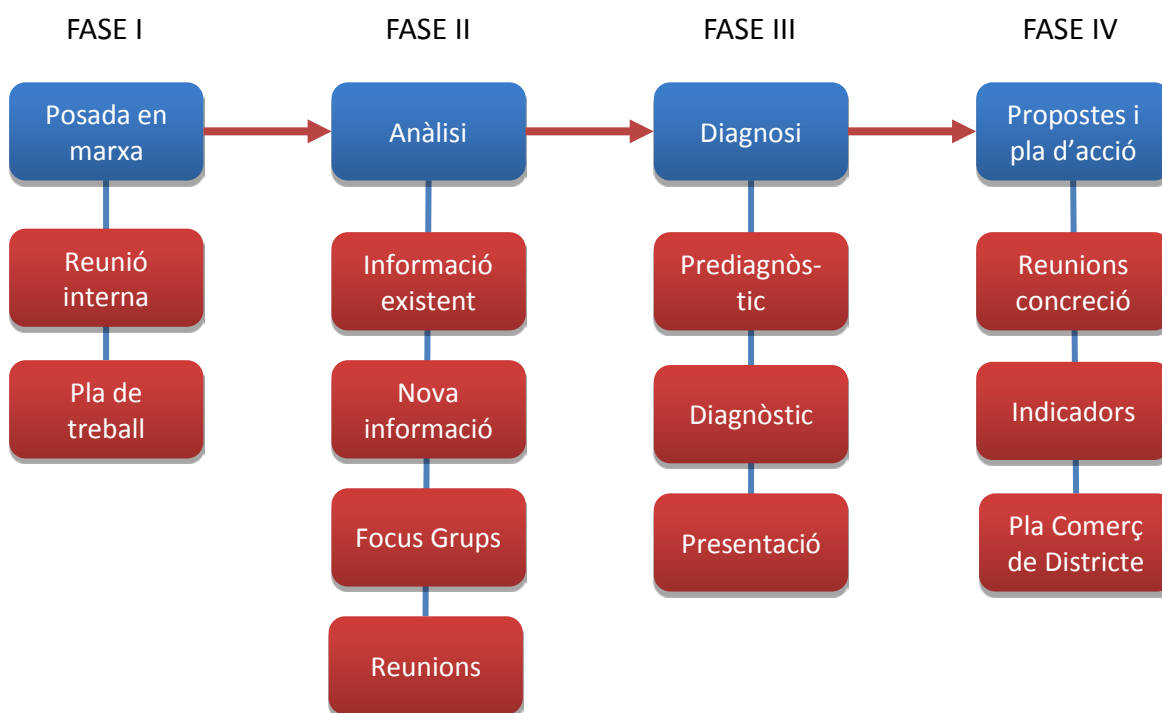 FASE I
FASE II
FASE III
FASE IV
Posada en
marxa
Anàlisi
Diagnosi
Propostes i
pla d’acció
Reunió
interna
Informació
existent
Prediagnòs-
tic
Reunions
concreció
Pla de
treball
Nova
informació
Diagnòstic
Indicadors
Focus Grups
Presentació
Pla Comerç
de Districte
Reunions